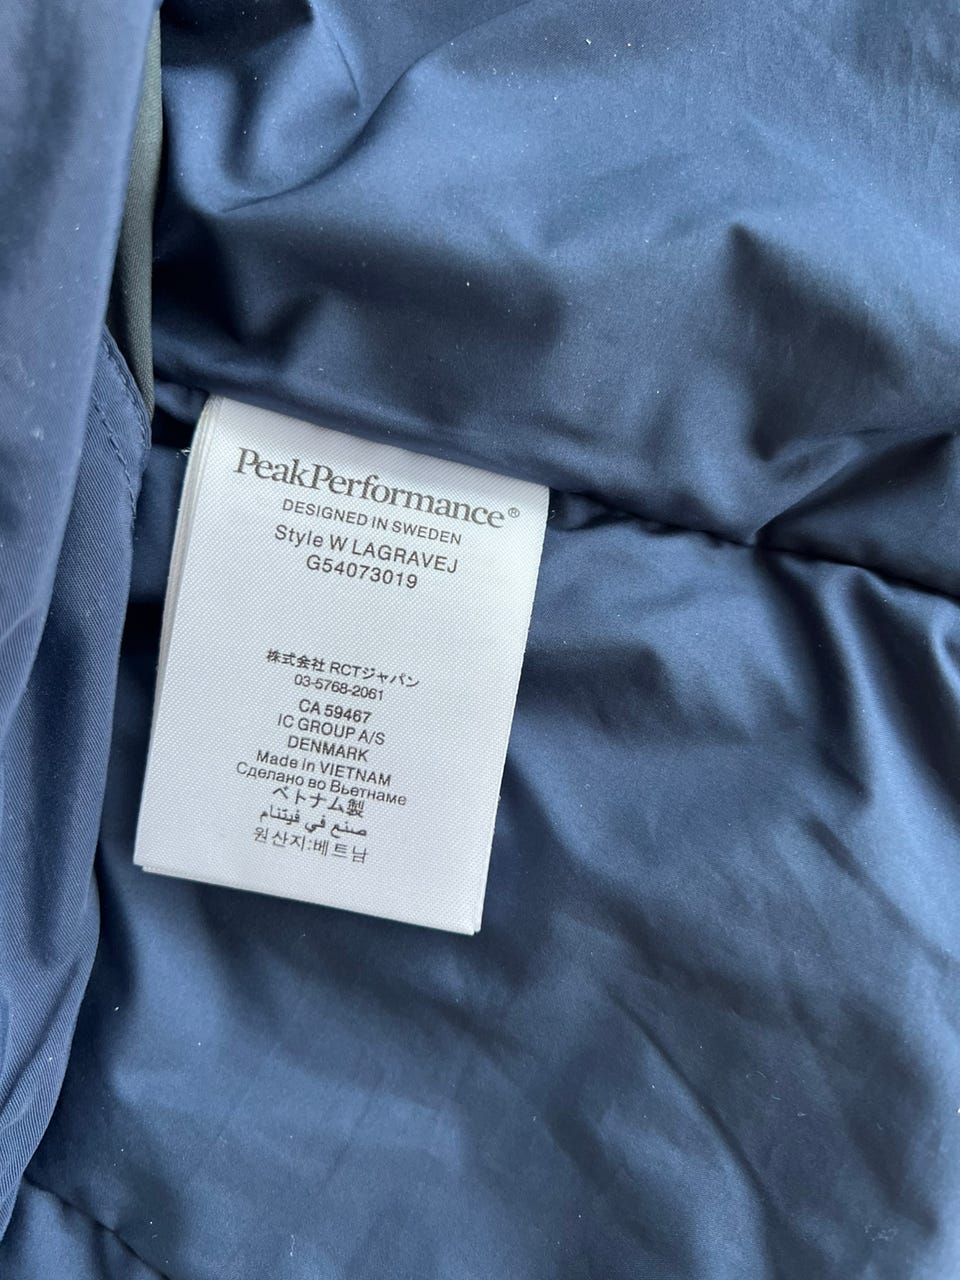 PeakPerformance®
DESIGNED IN SWEDEN
Style W LAGRAVEJ
G54073019
株式会社 RCTジャパン
03-5768-2061
CA 59467
IC GROUP A/S
DENMARK
Made in VIETNAM
Сделано во Вьетнаме
ベトナム製
صنع في فيتنام
원산지:베트남